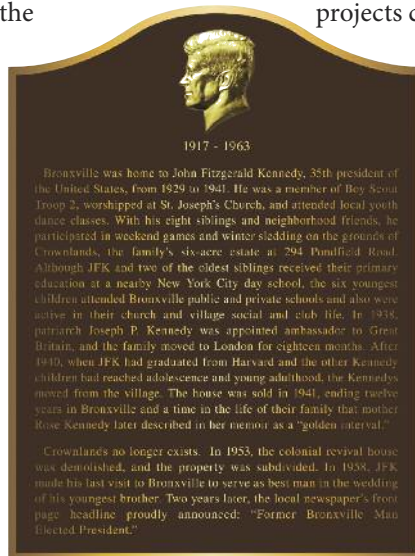 the
projects
1917 - 1963
Bronxville was home to John Fitzgerald Kennedy, 35th president of
the United States, from 1929 to 1941. He was a member of Boy Scout
Troop 2, worshipped at St. Joseph's Church, and attended local youth
dance classes. With his eight siblings and neighborhood friends, he
participated in weekend games and winter sledding on the grounds of
Crownlands, the family's six-acre estate at 294 Pondfield Road.
Although JFK and two of the oldest siblings received their primary
education at a nearby New York City day school, the six youngest
children attended Bronxville public and private schools and also were
active in their church and village social and club life. In 1938,
patriarch Joseph P. Kennedy was appointed ambassador to Great
Britain, and the family moved to London for eighteen months. After
1940, when JFK had graduated from Harvard and the other Kennedy
children had reached adolescence and young adulthood, the Kennedys
moved from the village. The house was sold in 1941, ending twelve
years in Bronxville and a time in the life of their family that mother
Rose Kennedy later described in her memoir as a "golden interval."
Crownlands no longer exists. In 1953, the colonial revival house
was demolished, and the property was subdivided. In 1958, JFK
made his last visit to Bronxville to serve as best man in the wedding
of his youngest brother. Two years later, the local newspaper's front
page headline proudly announced: "Former Bronxville Man
Elected President."